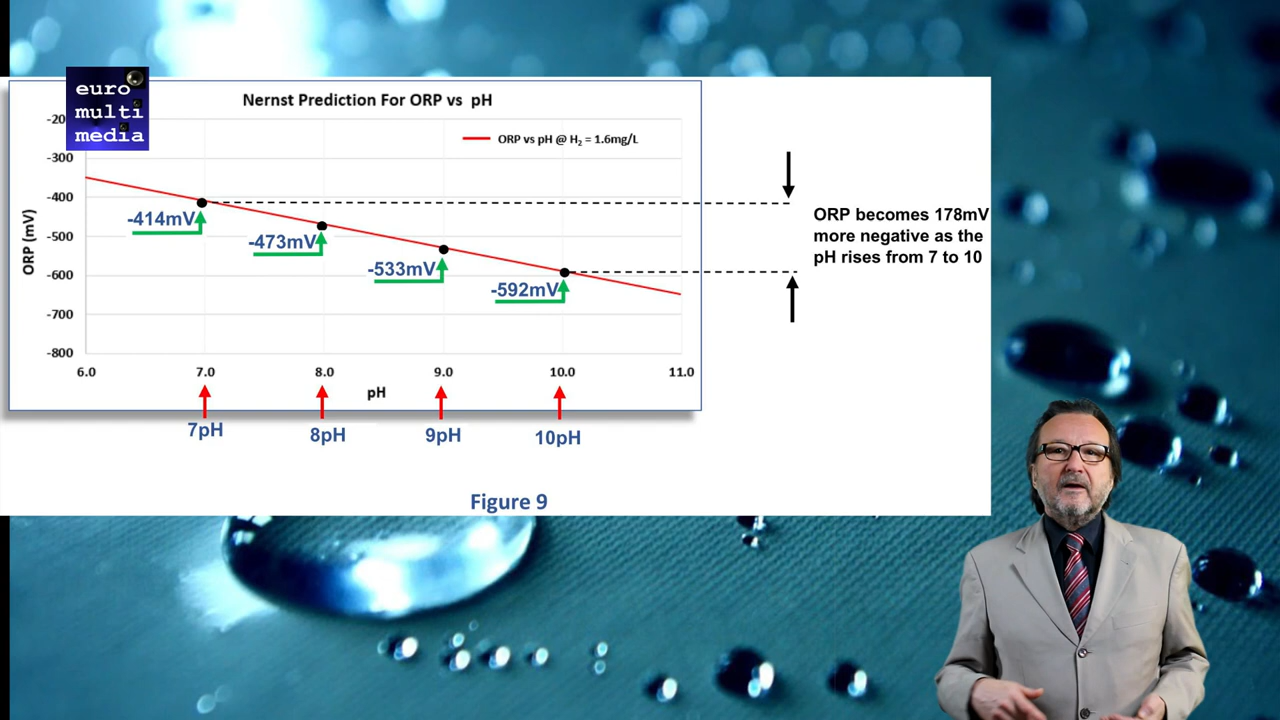 euro
multi
media
Nernst Prediction For ORP vs pH
ORP vs pH @ H₂ = 1.6mg/L
ORP (mV)
-20
-300
-400
-500
-600
-700
-800
-414mV
-473mV
-533mV
-592mV
6.0 7.0 8.0 9.0 10.0 11.0
pH
7pH 8pH 9pH 10pH
ORP becomes 178mV
more negative as the
pH rises from 7 to 10
Figure 9